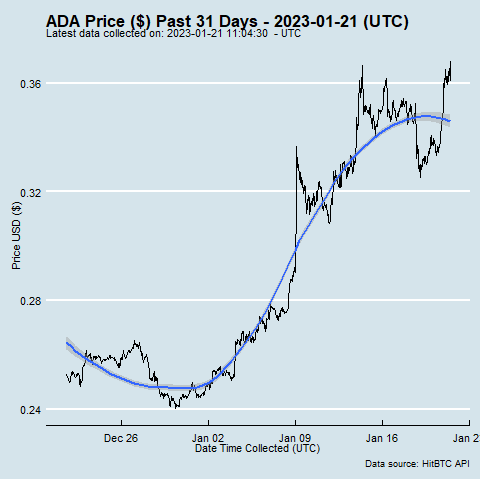 ADA Price ($) Past 31 Days - 2023-01-21 (UTC)
Latest data collected on: 2023-01-21 11:04:30 - UTC
0.36
0.32
0.28
0.24
Price USD ($)
Dec 26 Jan 02 Jan 09 Jan 16 Jan 2
Date Time Collected (UTC)
Data source: HitBTC API